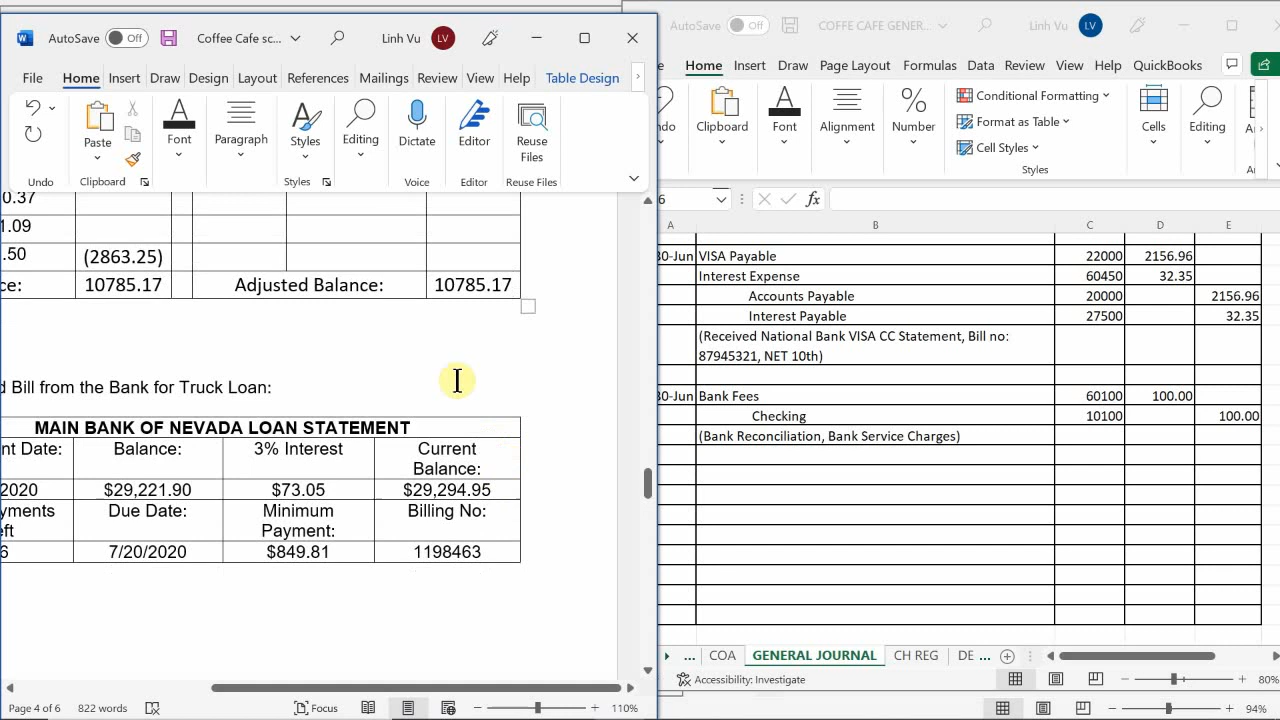 AutoSave Off Coffee Cafe sc... Linh Vu LV
File Home Insert Draw Design Layout References Mailings Review View Help Table Design
Paste Font Paragraph Styles Editing Dictate Editor Reuse Files
Undo Clipboard Styles Voice Editor Reuse Files
0.37
1.09
.50 (2863.25)
ce: 10785.17 Adjusted Balance: 10785.17
d Bill from the Bank for Truck Loan:
MAIN BANK OF NEVADA LOAN STATEMENT
nt Date: Balance: 3% Interest Current Balance:
2020 $29,221.90 $73.05 $29,294.95
yments eft Due Date: Minimum Payment: Billing No:
6 7/20/2020 $849.81 1198463
Page 4 of 6 822 words Focus 110%
AutoSave Off COFFE CAFE GENER... Linh Vu LV
e Home Insert Draw Page Layout Formulas Data Review View Help QuickBooks
ndo Clipboard Font Alignment Number Conditional Formatting Cells Editing
Format as Table
Cell Styles
Styles
6 fx
A B C D E
30-Jun VISA Payable 22000 2156.96
Interest Expense 60450 32.35
Accounts Payable 20000 2156.96
Interest Payable 27500 32.35
(Received National Bank VISA CC Statement, Bill no:
87945321, NET 10th)
30-Jun Bank Fees 60100 100.00
Checking 10100 100.00
(Bank Reconciliation, Bank Service Charges)
... COA GENERAL JOURNAL CH REG DE ...
Accessibility: Investigate 80%
94%